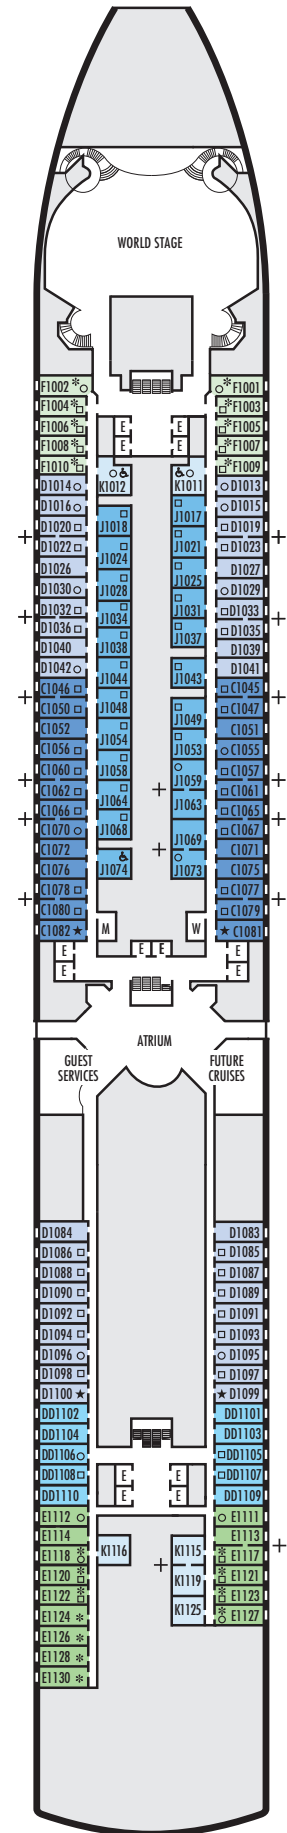 WORLD STAGE
F1002 F1001
F1004 F1003
F1006 F1005
F1008 F1007
F1010 F1009
E E
E E
K1012 K1011
D1014 D1013
D1016 D1015
D1020 D1019
D1022 D1023
D1026 D1027
D1030 D1029
D1032 D1033
D1036 D1035
D1040 D1039
D1042 D1041
J1018 J1017
J1024 J1021
J1028 J1025
J1034 J1031
J1038 J1037
J1044 J1043
J1048 J1049
J1054 J1053
J1058 J1059
J1064 J1063
J1068 J1069
J1074 J1073
C1046 C1045
C1050 C1047
C1052 C1051
C1056 C1055
C1060 C1057
C1062 C1061
C1066 C1065
C1070 C1067
C1072 C1071
C1076 C1075
C1078 C1077
C1080 C1079
C1082 C1081
M W
E E E E
E E
ATRIUM
GUEST
SERVICES
FUTURE
CRUISES
D1084 D1083
D1086 D1085
D1088 D1087
D1090 D1089
D1092 D1091
D1094 D1093
D1096 D1095
D1098 D1097
D1100 D1099
DD1102 DD1101
DD1104 DD1103
DD1106 DD1105
DD1108 DD1107
DD1110 DD1109
E E
E E
E1112 E1111
E1114 E1113
E1118 K1116 K1115 E1117
E1120 K1119 E1121
E1122 E1123
E1124 K1125 E1127
E1126
E1128
E1130